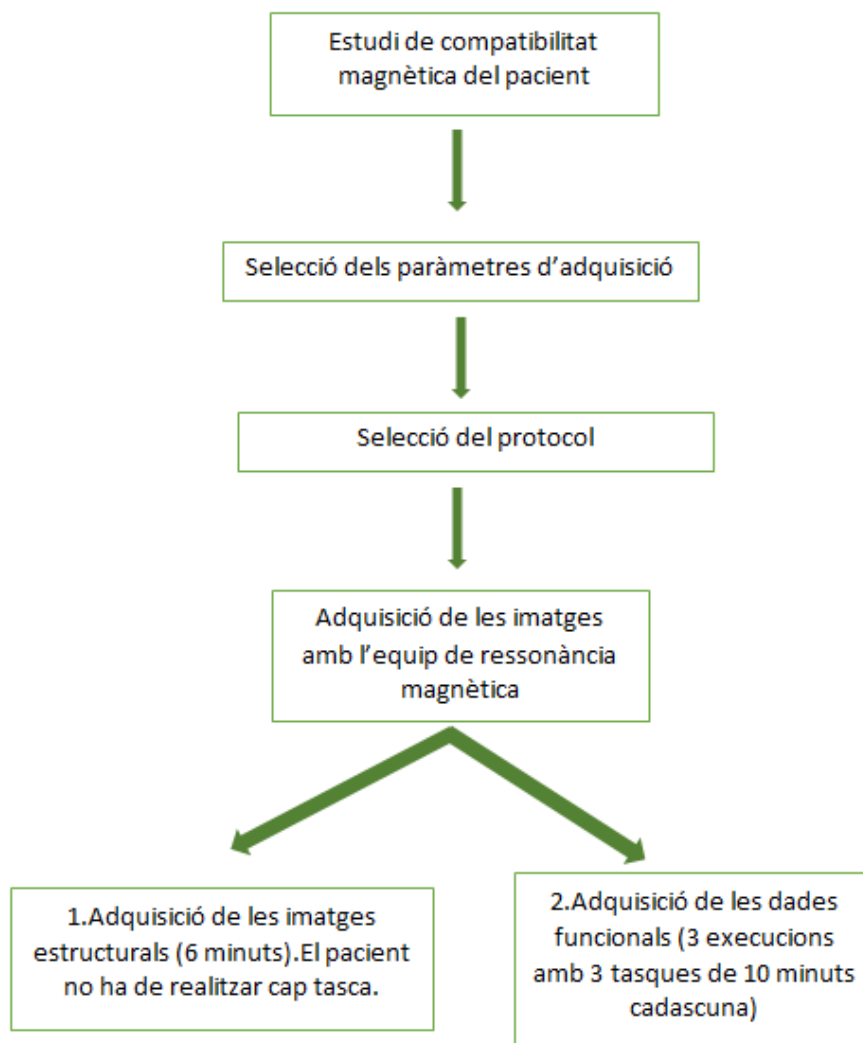 Estudi de compatibilitat
magnètica del pacient
Selecció dels paràmetres d’adquisició
Selecció del protocol
Adquisició de les imatges
amb l’equip de ressonància
magnètica
1.Adquisició de les imatges
estructurals (6 minuts).El pacient
no ha de realitzar cap tasca.
2.Adquisició de les dades
funcionals (3 execucions
amb 3 tasques de 10 minuts
cadascuna)